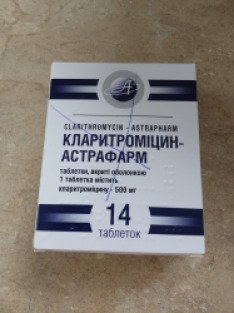 CLARITHROMYCIN - ASTRAPHARM
КЛАРИТРОМІЦИН-
АСТРАФАРМ
таблетки, вкриті оболонкою
1 таблетка містить
кларитроміцину - 500 мг
14
таблеток